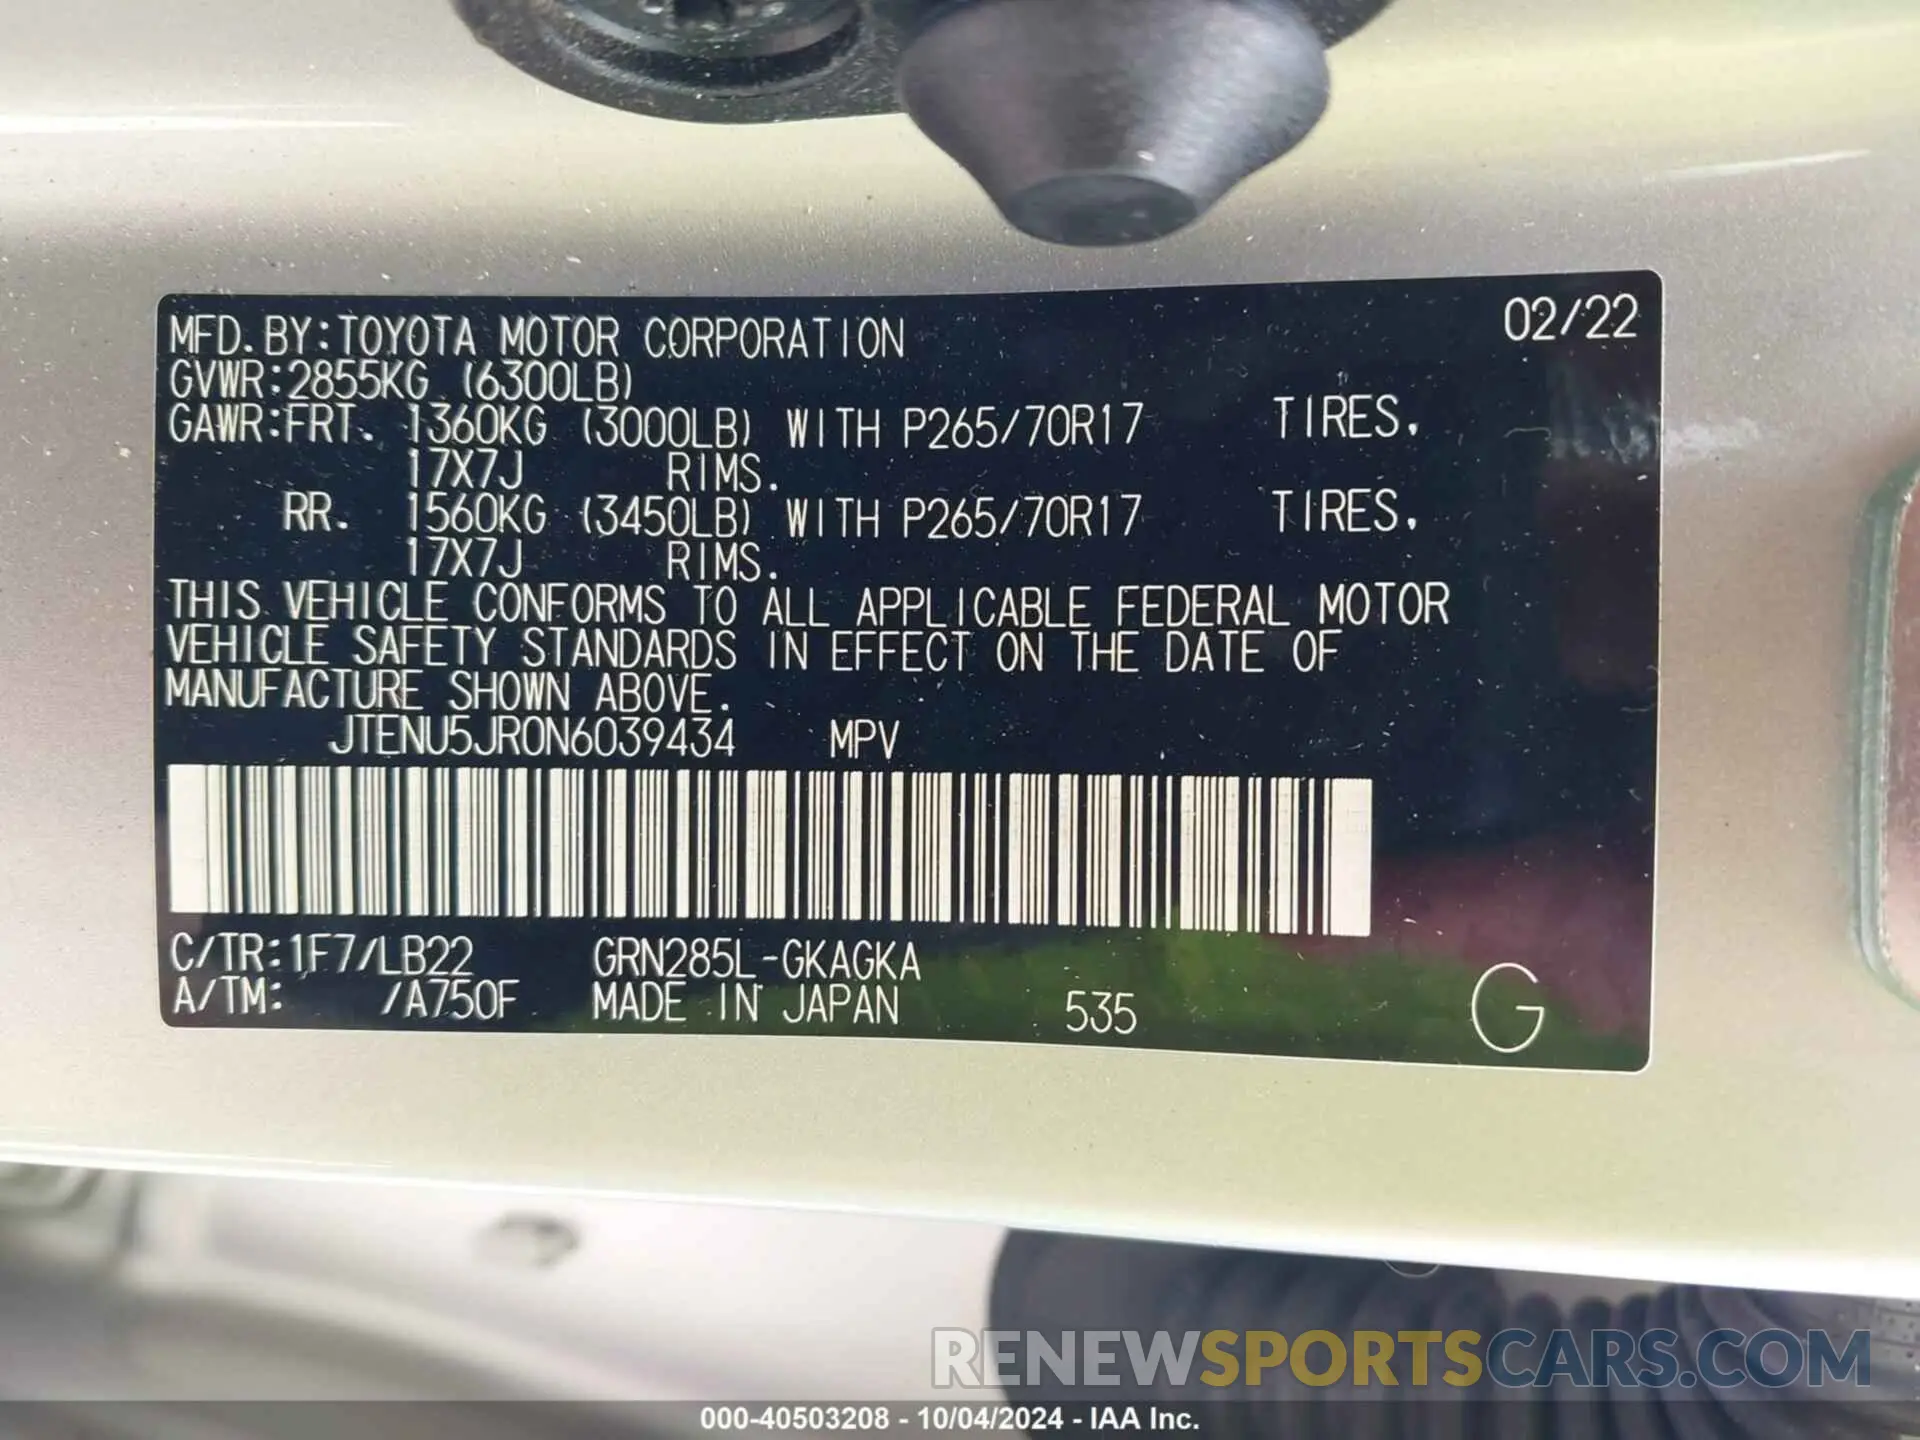 02/22
MFD. BY:TOYOTA MOTOR CORPORATION
GVWR:2855KG (6300LB)
GAWR:FRT. 1360KG (3000LB) WITH P265/70R17 TIRES.
17X7J RIMS.
RR. 1560KG (3450LB) WITH P265/70R17 TIRES.
17X7J RIMS.
THIS VEHICLE CONFORMS TO ALL APPLICABLE FEDERAL MOTOR
VEHICLE SAFETY STANDARDS IN EFFECT ON THE DATE OF
MANUFACTURE SHOWN ABOVE.
JTENU5JR0N6039434 MPV
C/TR:1F7/LB22 GRN285L-GKAGKA
A/TM: /A750F MADE IN JAPAN 535 G
RENEWSPORTSCARS.COM
000-40503208 - 10/04/2024 - IAA Inc.